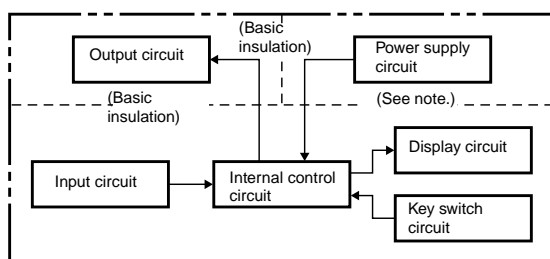 Output circuit
(Basic
insulation)
Power supply
circuit
(Basic
insulation)
(See note.)
Input circuit
Internal control
circuit
Display circuit
Key switch
circuit